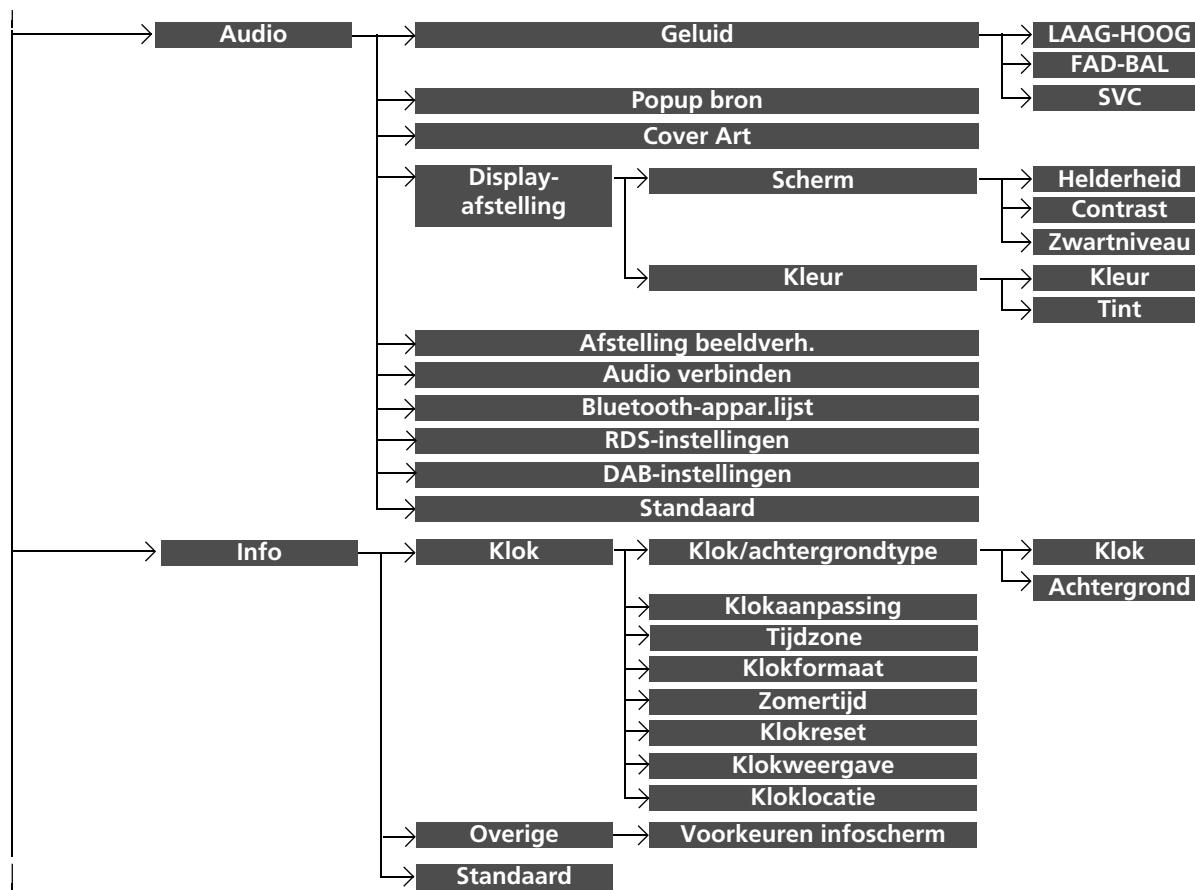 Audio
Geluid
LAAG-HOOG
FAD-BAL
SVC
Popup bron
Cover Art
Display-
afstelling
Scherm
Helderheid
Contrast
Zwartniveau
Kleur
Kleur
Tint
Afstelling beeldverh.
Audio verbinden
Bluetooth-appar.lijst
RDS-instellingen
DAB-instellingen
Standaard
Info
Klok
Klok/achtergrondtype
Klok
Achtergrond
Klokaanpassing
Tijdzone
Klokformaat
Zomertijd
Klokreset
Klokweergave
Kloklocatie
Overige
Voorkeuren infoscherm
Standaard